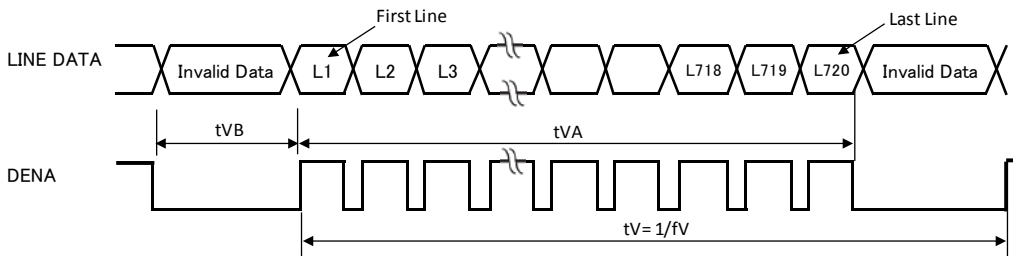 First Line
Last Line
LINE DATA
Invalid Data L1 L2 L3 L718 L719 L720 Invalid Data
tVB
tVA
DENA
tV= 1/fV